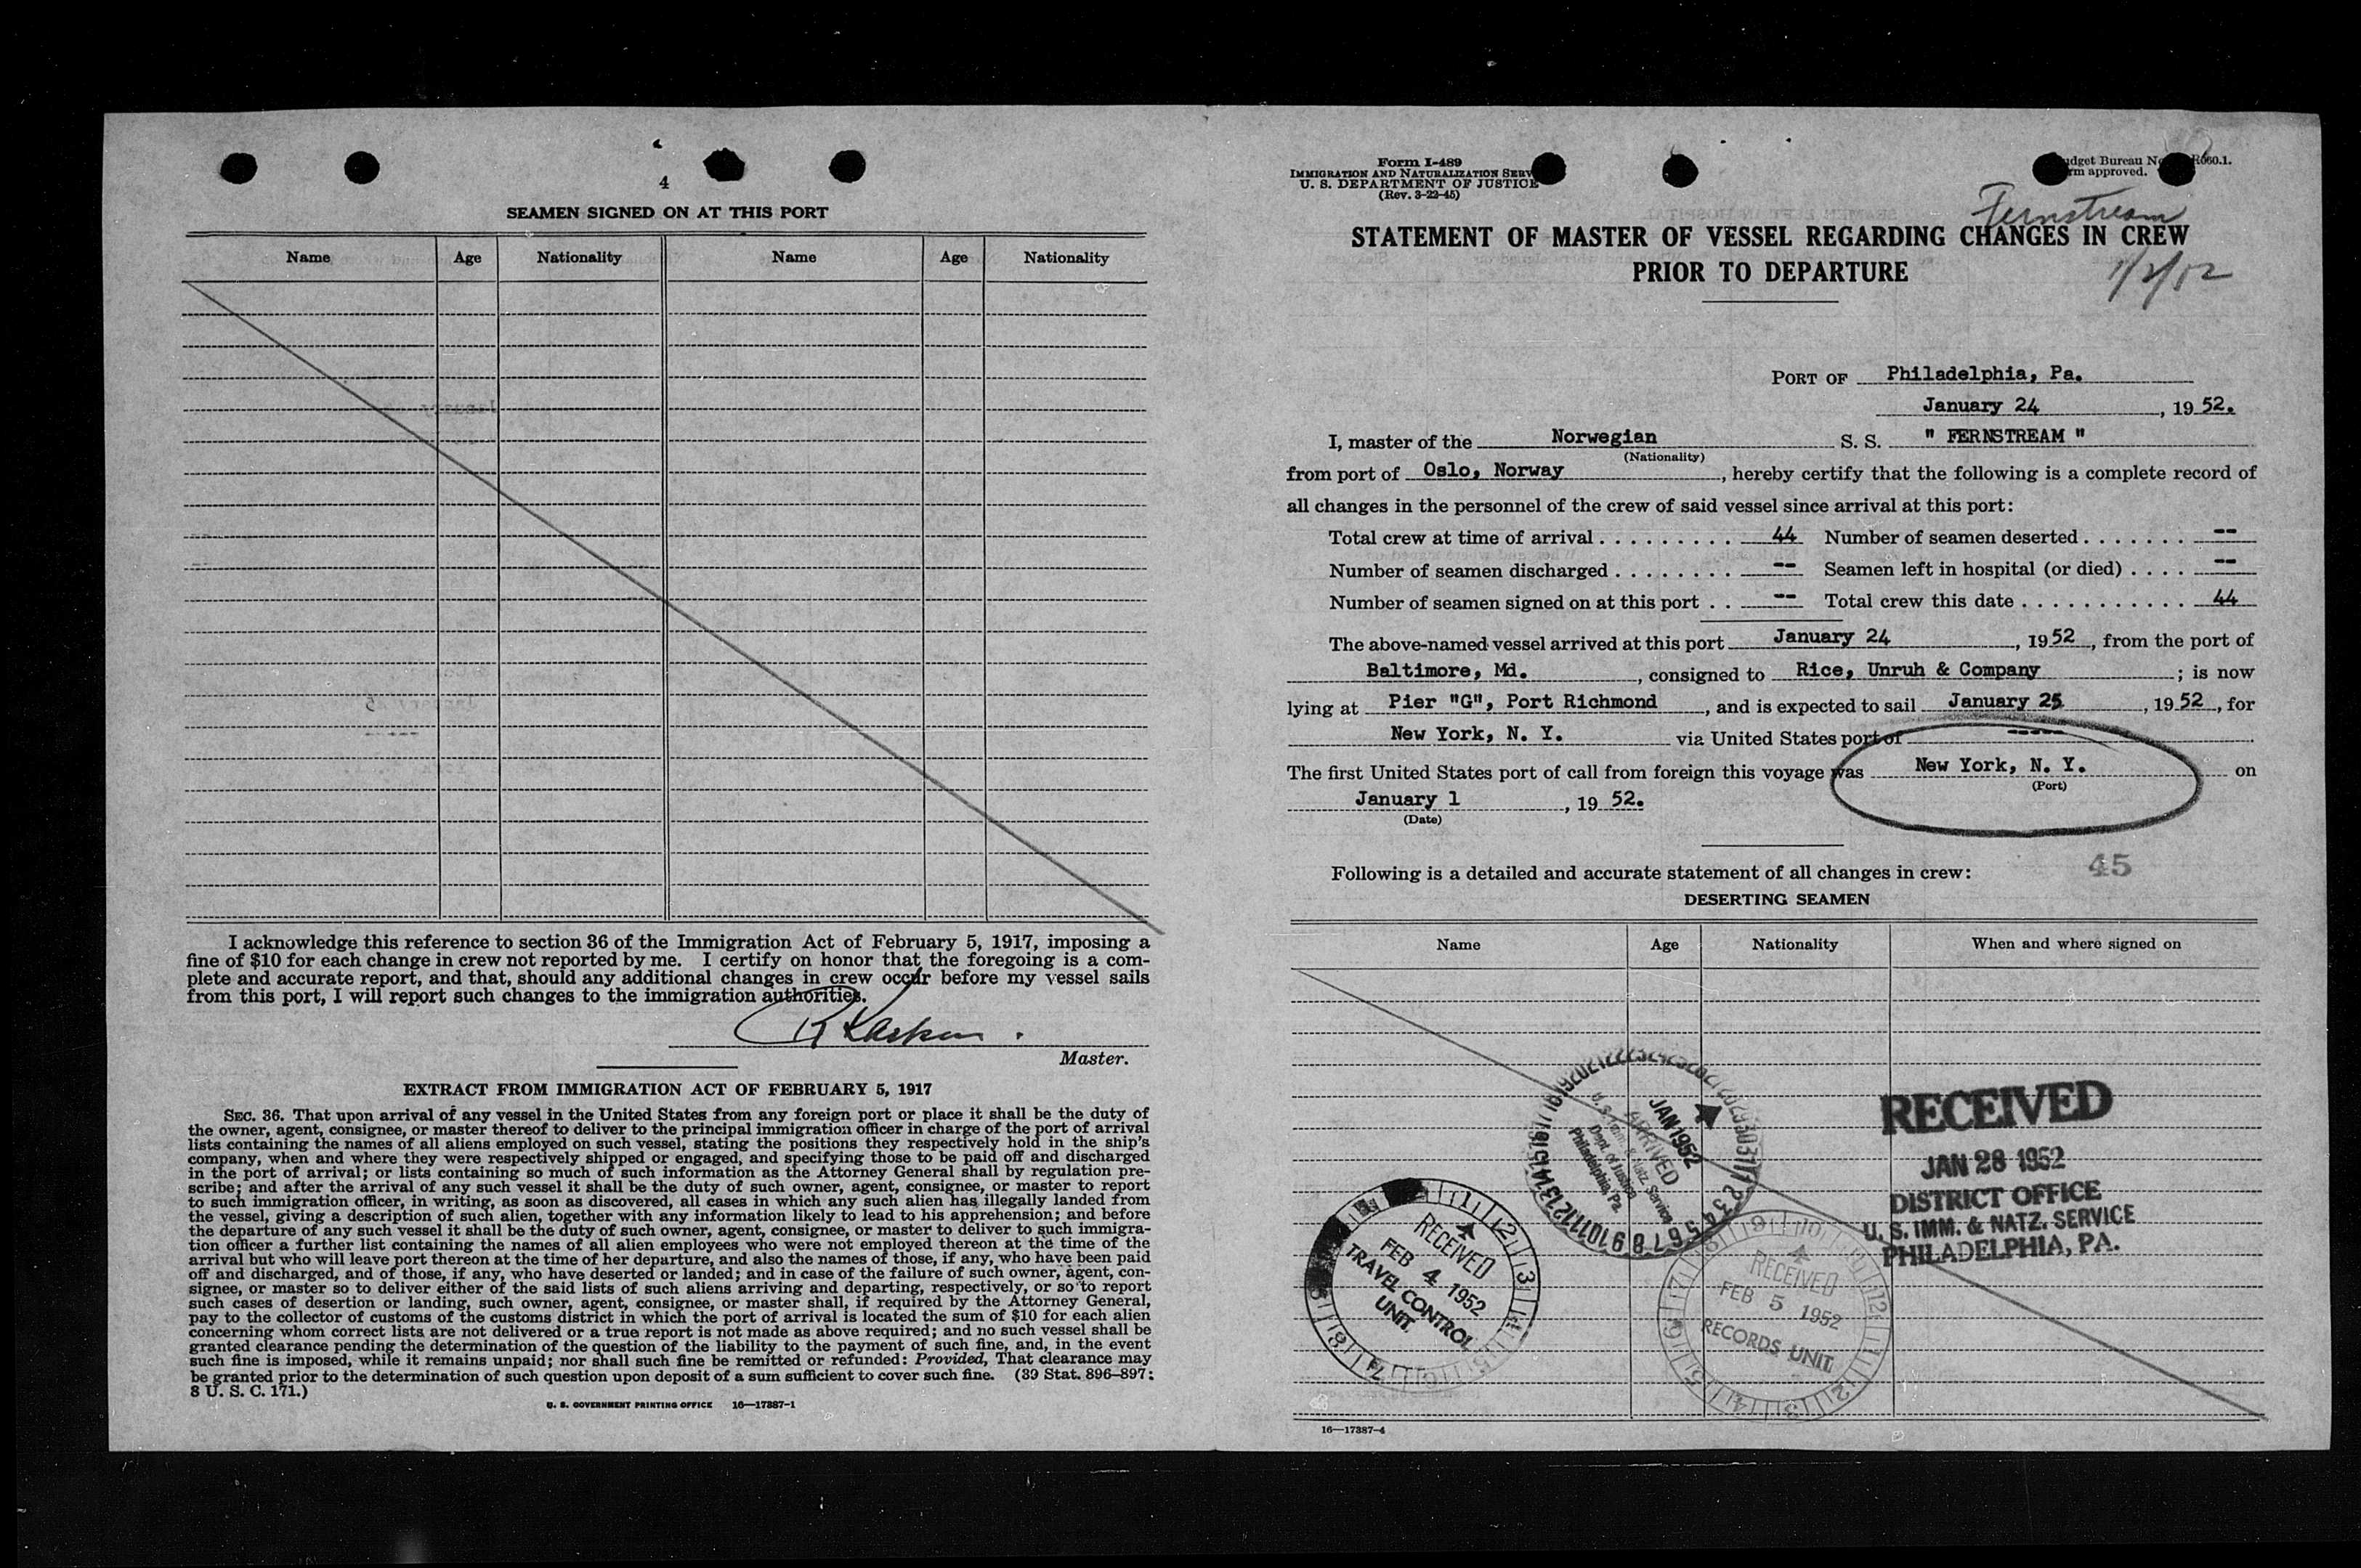 4
SEAMEN SIGNED ON AT THIS PORT
Name Age Nationality Name Age Nationality
I acknowledge this reference to section 36 of the Immigration Act of February 5, 1917, imposing a
fine of $10 for each change in crew not reported by me. I certify on honor that the foregoing is a com-
plete and accurate report, and that, should any additional changes in crew occur before my vessel sails
from this port, I will report such changes to the immigration authorities.
Master.
EXTRACT FROM IMMIGRATION ACT OF FEBRUARY 5, 1917
SEC. 36. That upon arrival of any vessel in the United States from any foreign port or place it shall be the duty of
the owner, agent, consignee, or master thereof to deliver to the principal immigration officer in charge of the port of arrival
lists containing the names of all aliens employed on such vessel, stating the positions they respectively hold in the ship's
company, when and where they were respectively shipped or engaged, and specifying those to be paid off and discharged
in the port of arrival; or lists containing so much of such information as the Attorney General shall by regulation pre-
scribe; and after the arrival of any such vessel it shall be the duty of such owner, agent, consignee, or master to report
to such immigration officer, in writing, as soon as discovered, all cases in which any such alien has illegally landed from
the vessel, giving a description of such alien, together with any information likely to lead to his apprehension; and before
the departure of any such vessel it shall be the duty of such owner, agent, consignee, or master to deliver to such immigra-
tion officer a further list containing the names of all alien employees who were not employed thereon at the time of the
arrival but who will leave port thereon at the time of her departure, and also the names of those, if any, who have been paid
off and discharged, and of those, if any, who have deserted or landed; and in case of the failure of such owner, agent, con-
signee, or master so to deliver either of the said lists of such aliens arriving and departing, respectively, or so to report
such cases of desertion or landing, such owner, agent, consignee, or master shall, if required by the Attorney General,
pay to the collector of customs of the customs district in which the port of arrival is located the sum of $10 for each alien
concerning whom correct lists are not delivered or a true report is not made as above required; and no such vessel shall be
granted clearance pending the determination of the question of the liability to the payment of such fine, and, in the event
such fine is imposed, while it remains unpaid; nor shall such fine be remitted or refunded: Provided, That clearance may
be granted prior to the determination of such question upon deposit of a sum sufficient to cover such fine. (39 Stat. 896–897;
8 U. S. C. 171.)
U. S. GOVERNMENT PRINTING OFFICE 16—17387-1
Form I-489
IMMIGRATION AND NATURALIZATION SERV
U. S. DEPARTMENT OF JUSTICE
(Rev. 3-22-45)
udget Bureau No R060.1.
rm approved.
Fernstream
STATEMENT OF MASTER OF VESSEL REGARDING CHANGES IN CREW
PRIOR TO DEPARTURE
PORT OF Philadelphia, Pa.
January 24, 1952.
I, master of the Norwegian S. S. " FERNSTREAM "
(Nationality)
from port of Oslo, Norway, hereby certify that the following is a complete record of
all changes in the personnel of the crew of said vessel since arrival at this port:
Total crew at time of arrival . . . . . . . . . . 44 Number of seamen deserted . . . . . . . --
Number of seamen discharged . . . . . . . . -- Seamen left in hospital (or died) . . . . --
Number of seamen signed on at this port . . -- Total crew this date . . . . . . . . . . . . 44
The above-named vessel arrived at this port January 24, 1952, from the port of
Baltimore, Md., consigned to Rice, Unruh & Company; is now
lying at Pier "G", Port Richmond, and is expected to sail January 25, 1952, for
New York, N. Y. via United States port of -----
The first United States port of call from foreign this voyage was New York, N. Y. on
(Port)
January 1, 1952.
(Date)
45
Following is a detailed and accurate statement of all changes in crew:
DESERTING SEAMEN
Name Age Nationality When and where signed on
JAN 1952
ARRIVED
U. S. Imm. & Natz. Service
Dept. of Justice
Philadelphia, Pa.
RECEIVED
JAN 28 1952
DISTRICT OFFICE
U. S. IMM. & NATZ. SERVICE
PHILADELPHIA, PA.
RECEIVED
FEB 4 1952
TRAVEL CONTROL
UNIT.
RECEIVED
FEB 5 1952
RECORDS UNIT
16—17387-4